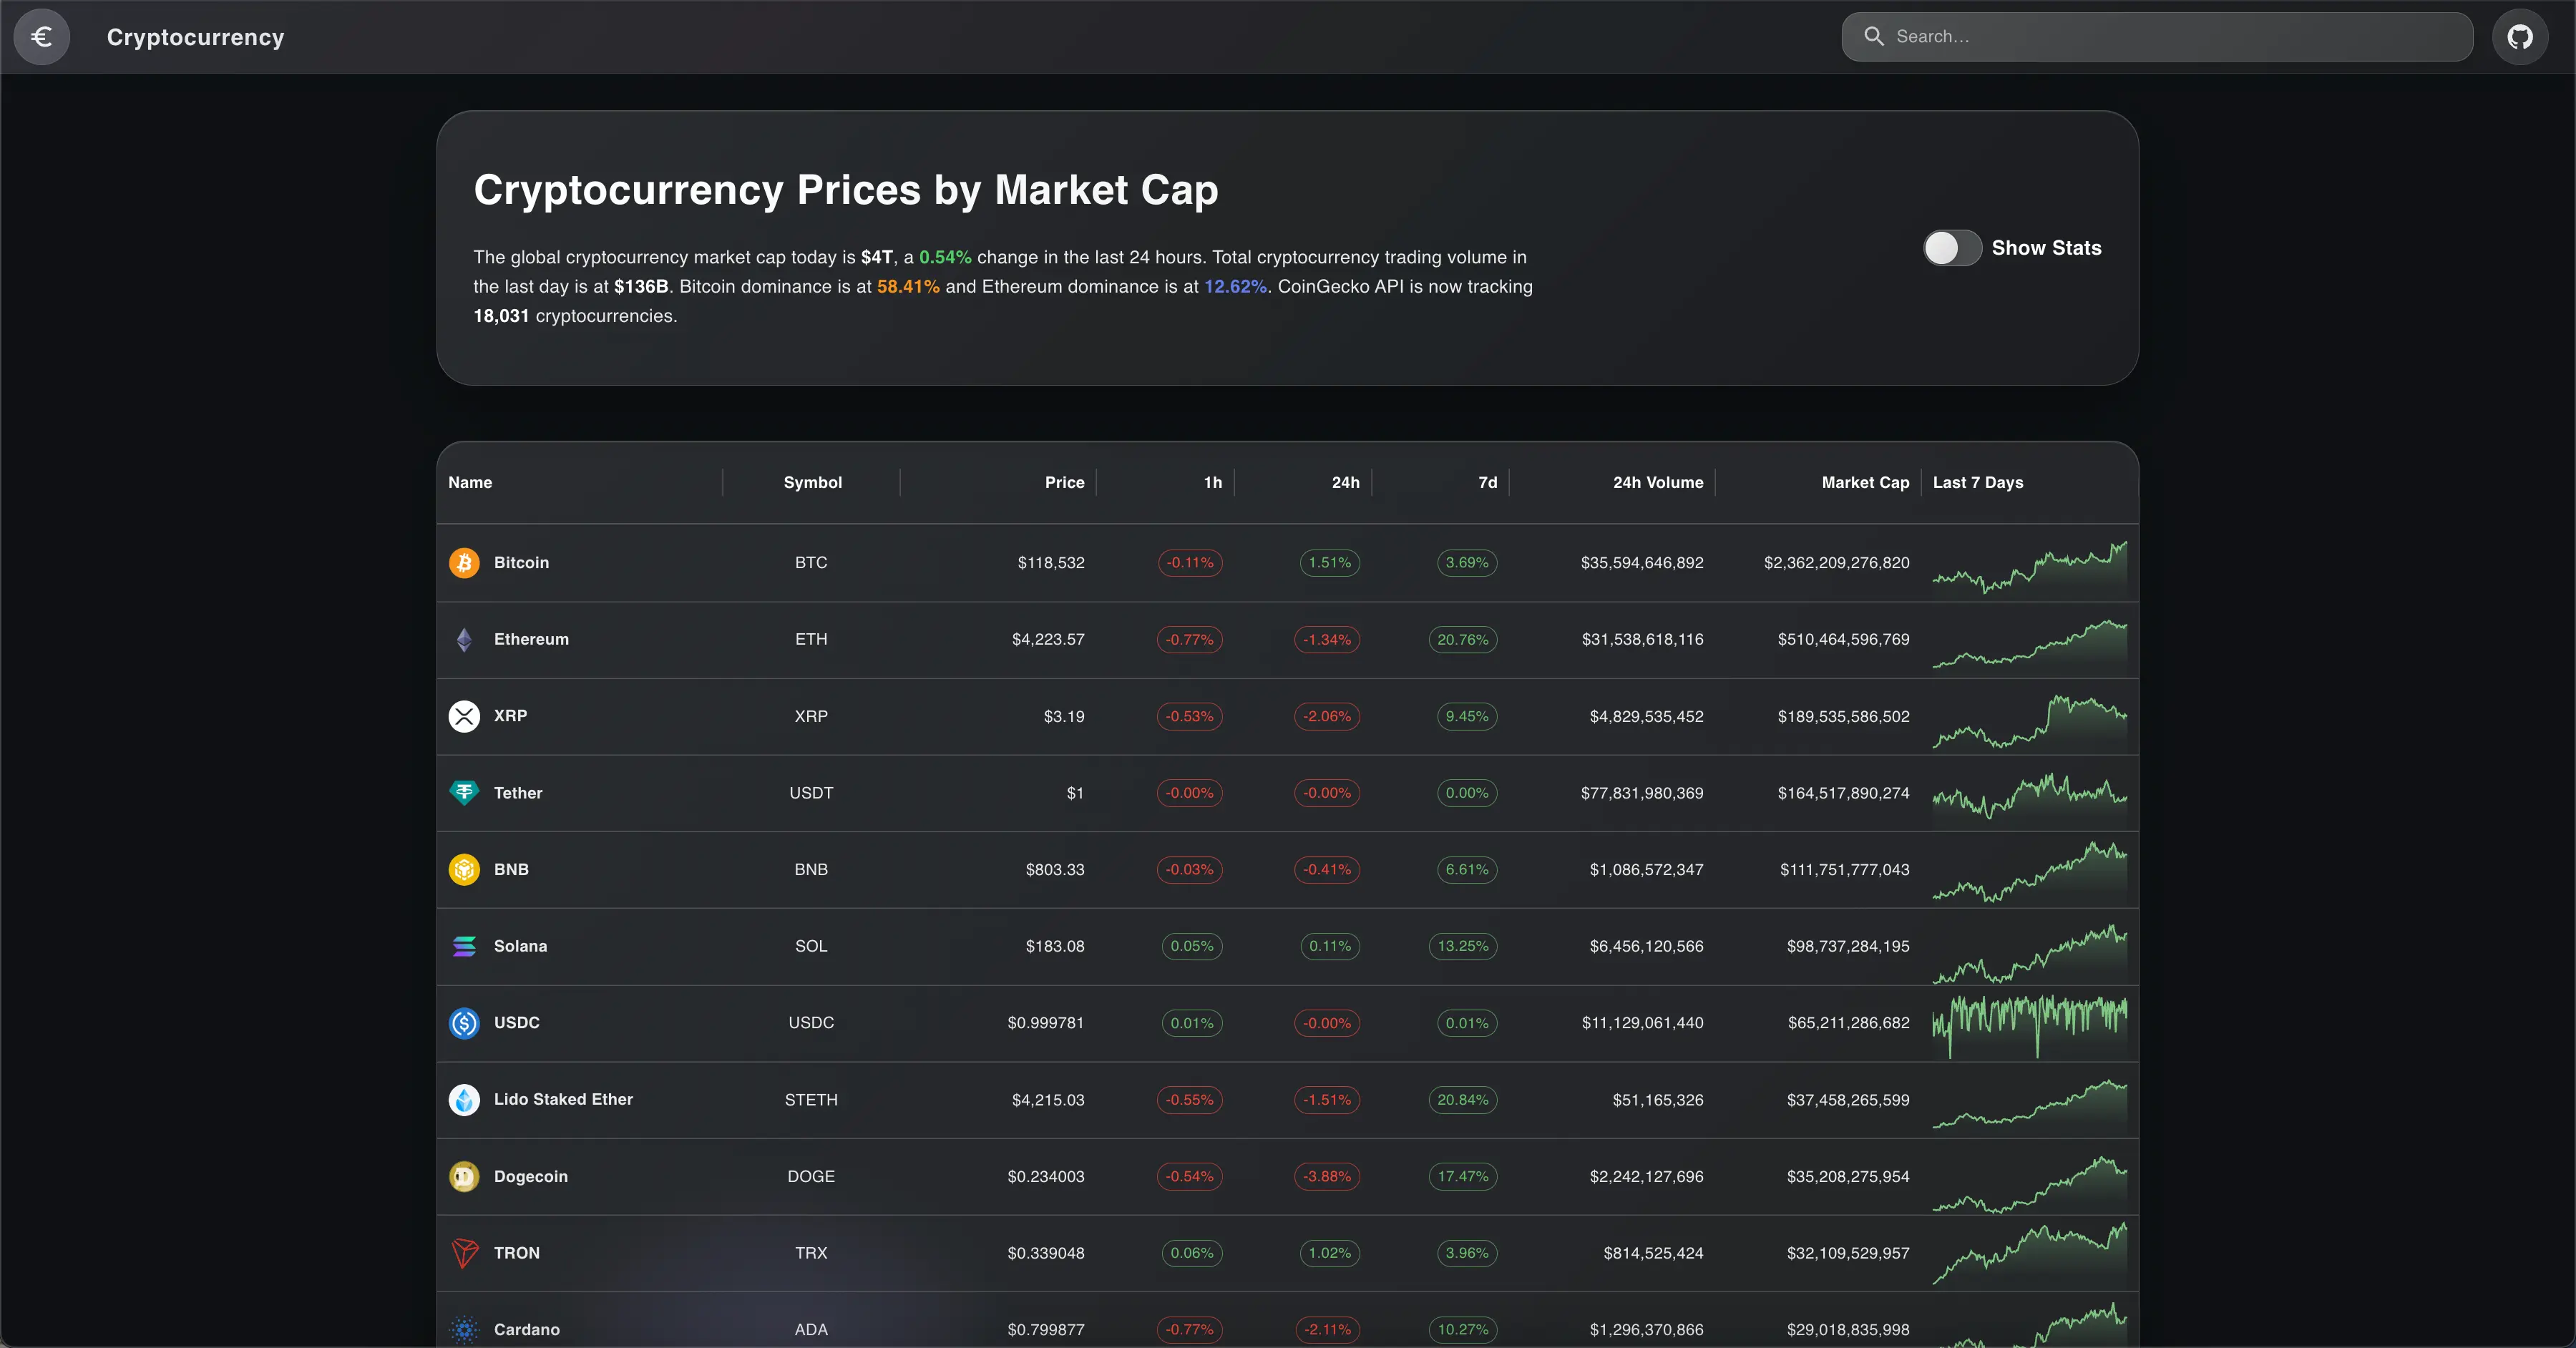 € Cryptocurrency Search…
Cryptocurrency Prices by Market Cap
The global cryptocurrency market cap today is $4T, a 0.54% change in the last 24 hours. Total cryptocurrency trading volume in
the last day is at $136B. Bitcoin dominance is at 58.41% and Ethereum dominance is at 12.62%. CoinGecko API is now tracking
18,031 cryptocurrencies.
Show Stats
Name Symbol Price 1h 24h 7d 24h Volume Market Cap Last 7 Days
Bitcoin BTC $118,532 -0.11% 1.51% 3.69% $35,594,646,892 $2,362,209,276,820
Ethereum ETH $4,223.57 -0.77% -1.34% 20.76% $31,538,618,116 $510,464,596,769
XRP XRP $3.19 -0.53% -2.06% 9.45% $4,829,535,452 $189,535,586,502
Tether USDT $1 -0.00% -0.00% 0.00% $77,831,980,369 $164,517,890,274
BNB BNB $803.33 -0.03% -0.41% 6.61% $1,086,572,347 $111,751,777,043
Solana SOL $183.08 0.05% 0.11% 13.25% $6,456,120,566 $98,737,284,195
USDC USDC $0.999781 0.01% -0.00% 0.01% $11,129,061,440 $65,211,286,682
Lido Staked Ether STETH $4,215.03 -0.55% -1.51% 20.84% $51,165,326 $37,458,265,599
Dogecoin DOGE $0.234003 -0.54% -3.88% 17.47% $2,242,127,696 $35,208,275,954
TRON TRX $0.339048 0.06% 1.02% 3.96% $814,525,424 $32,109,529,957
Cardano ADA $0.799877 -0.77% -2.11% 10.27% $1,296,370,866 $29,018,835,998